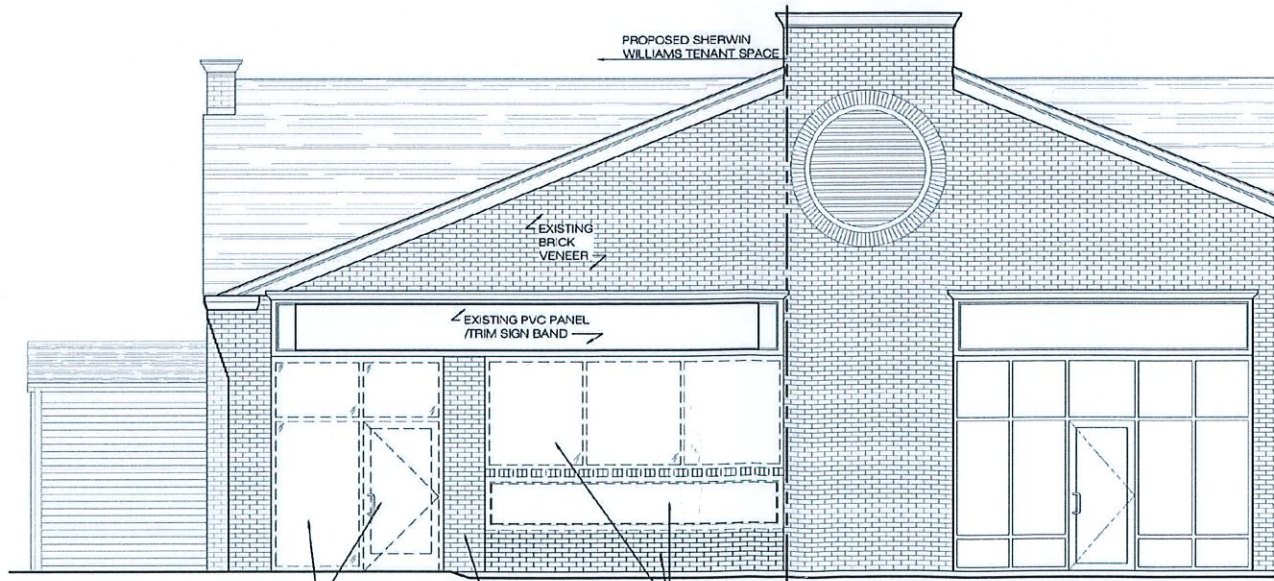 PROPOSED SHERWIN
WILLIAMS TENANT SPACE
EXISTING
BRICK
VENEER
EXISTING PVC PANEL
/TRIM SIGN BAND